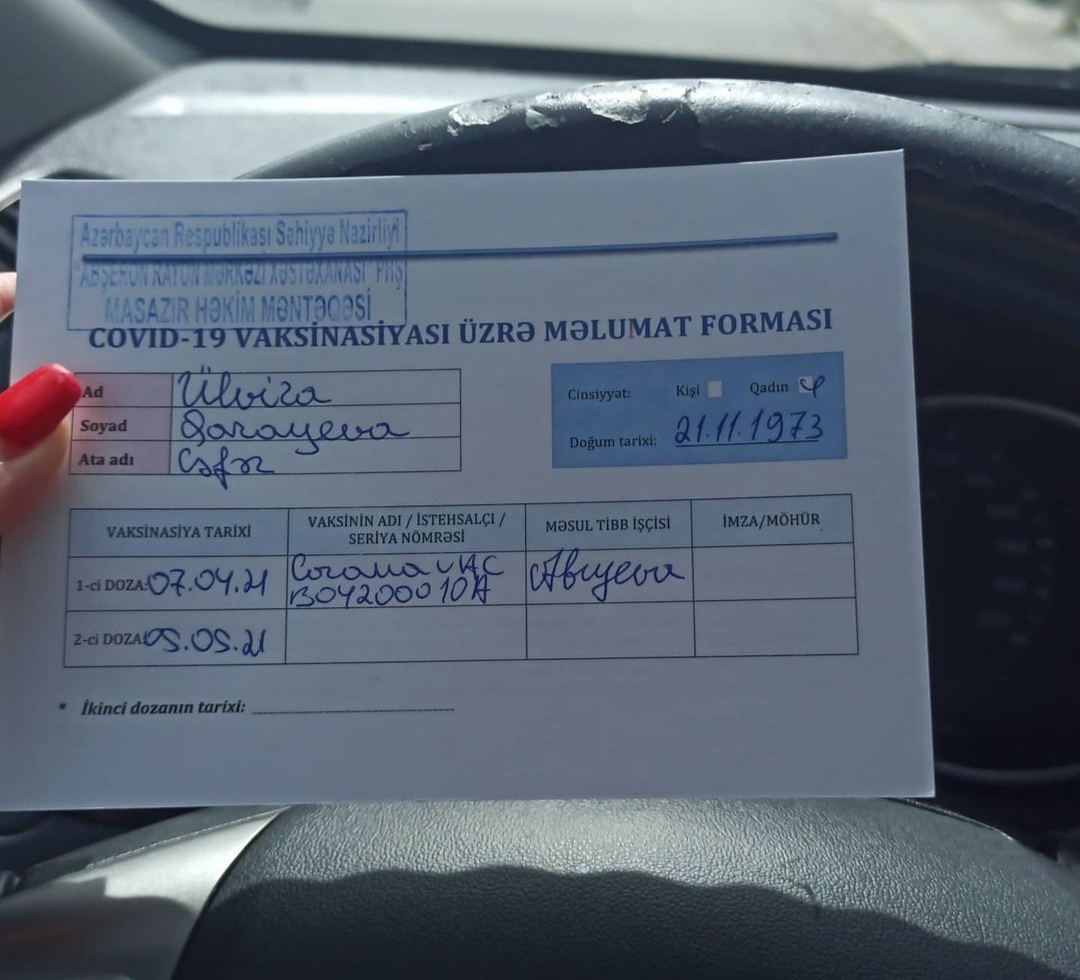 Azərbaycan Respublikası Səhiyyə Nazirliyi
"ABŞERON RAYON MƏRKƏZİ XƏSTƏXANASI" PHŞ
MASAZIR HƏKİM MƏNTƏQƏSİ
COVID-19 VAKSİNASİYASI ÜZRƏ MƏLUMAT FORMASI
Ad Ülviza
Soyad Qarayeva
Ata adı Cəfər
Cinsiyyət: Kişi Qadın
Doğum tarixi: 21.11.1973
VAKSİNASİYA TARİXİ VAKSİNİN ADI / İSTEHSALÇI / SERİYA NÖMRƏSİ MƏSUL TİBB İŞÇİSİ İMZA/MÖHÜR
1-ci DOZA: 07.04.21 CoronaVAC B04200010A Abıyeva
2-ci DOZA: 05.05.21
* İkinci dozanın tarixi: